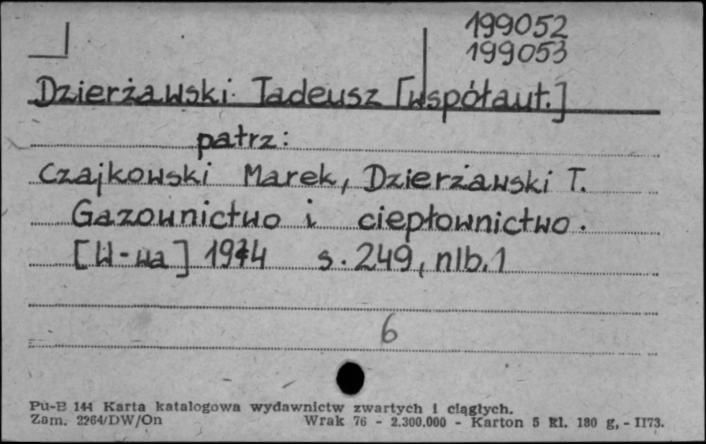 199052
199053
Dzierżawski Tadeusz [współaut.]
patrz:
Czajkowski Marek, Dzierżawski T.
Gazownictwo i ciepłownictwo.
[W-wa] 1974 s. 249, nlb. 1
6
Pu-B 144 Karta katalogowa wydawnictw zwartych i ciągłych.
Zam. 2264/DW/On Wrak 76 - 2.300.000 - Karton 5 kl. 180 g, - II73.